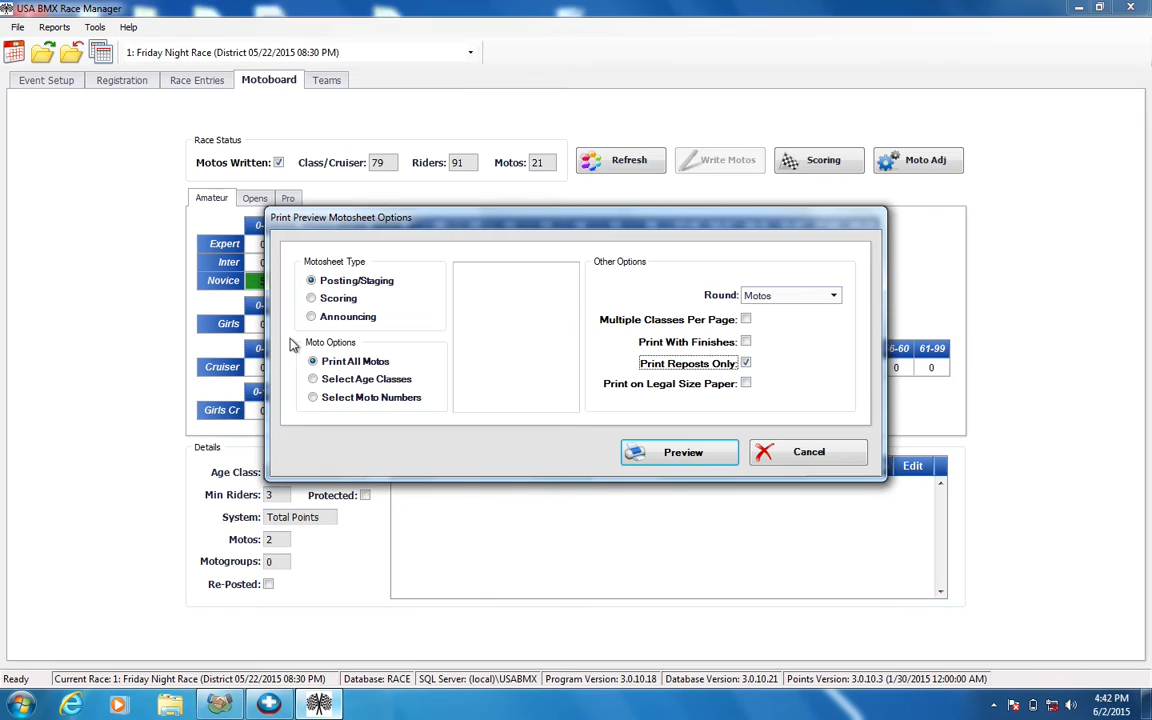 USA BMX Race Manager
File Reports Tools Help
1: Friday Night Race (District 05/22/2015 08:30 PM)
Event Setup Registration Race Entries Motoboard Teams
Race Status
Motos Written: Class/Cruiser: 79 Riders: 91 Motos: 21 Refresh Write Motos Scoring Moto Adj
Amateur Opens Pro
Print Preview Motosheet Options
Expert
Inter
Novice
Girls
Cruiser
Girls Cr
Motosheet Type
Posting/Staging
Scoring
Announcing
Moto Options
Print All Motos
Select Age Classes
Select Moto Numbers
Other Options
Round: Motos
Multiple Classes Per Page:
Print With Finishes:
Print Reposts Only:
Print on Legal Size Paper:
Preview Cancel
6-60 61-99
0 0
Details
Age Class:
Min Riders: 3 Protected:
System: Total Points
Motos: 2
Motogroups: 0
Re-Posted:
Edit
Ready Current Race: 1: Friday Night Race (District 05/22/2015 08:30 PM) Database: RACE SQL Server: (local)\USABMX Program Version: 3.0.10.18 Database Version: 3.0.10.21 Points Version: 3.0.10.3 (1/30/2015 12:00:00 AM)
4:42 PM
6/2/2015